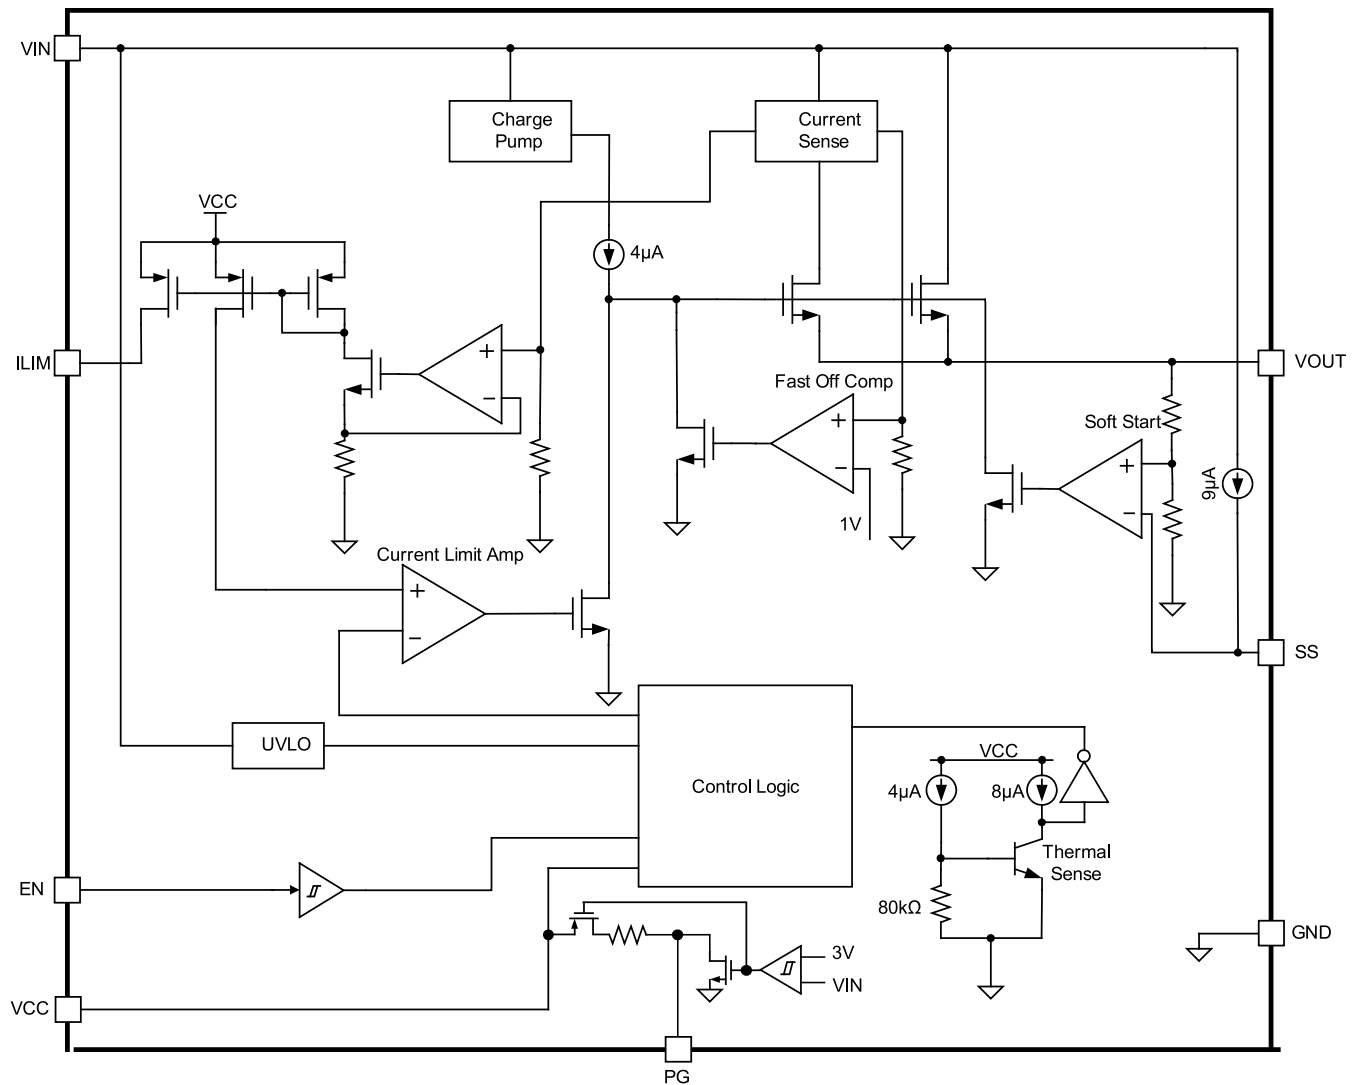 VIN
Charge
Pump
Current
Sense
VCC
4µA
ILIM
+
−
Fast Off Comp
+
−
1V
VOUT
Soft Start
+
−
9µA
Current Limit Amp
+
−
SS
UVLO
Control Logic
VCC
4µA
8µA
Thermal
Sense
80kΩ
EN
3V
VIN
GND
VCC
PG